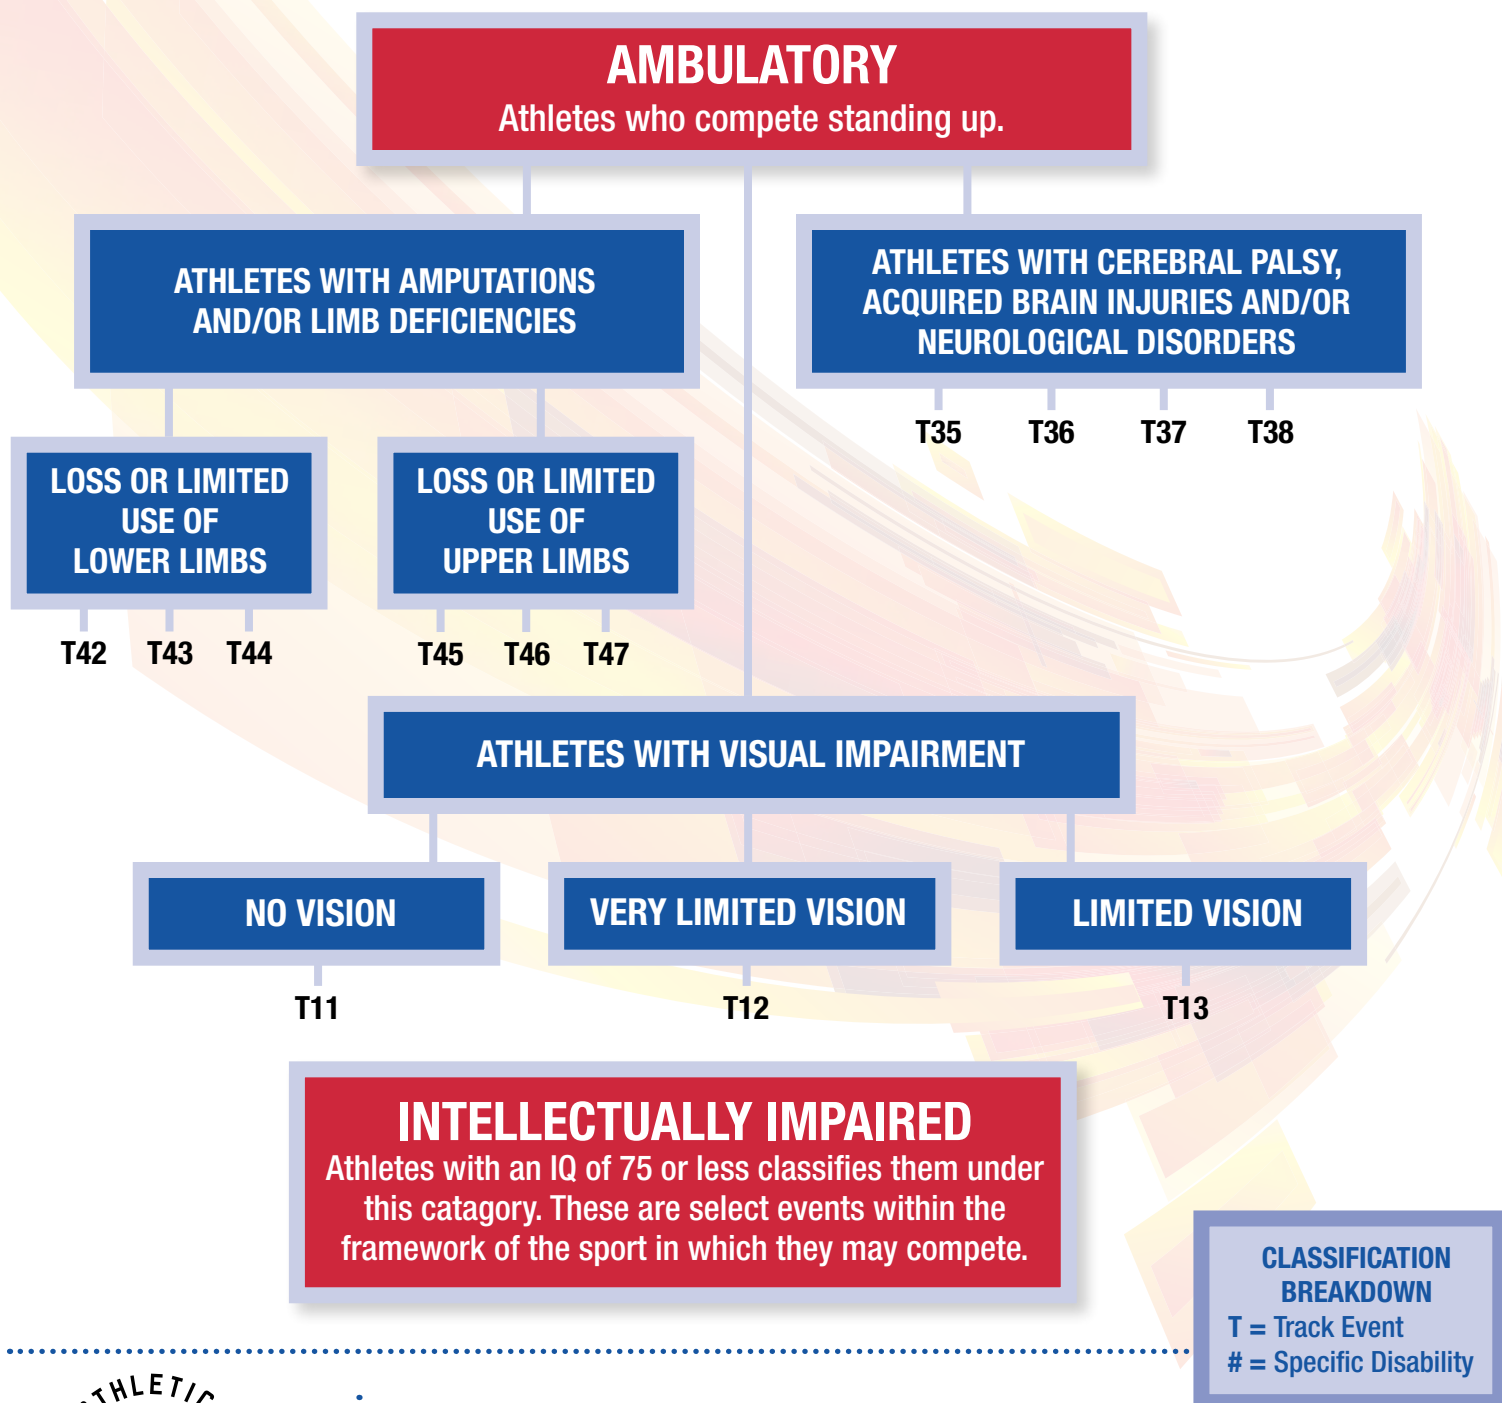 AMBULATORY
Athletes who compete standing up.
ATHLETES WITH AMPUTATIONS
AND/OR LIMB DEFICIENCIES
ATHLETES WITH CEREBRAL PALSY,
ACQUIRED BRAIN INJURIES AND/OR
NEUROLOGICAL DISORDERS
T35 T36 T37 T38
LOSS OR LIMITED
USE OF
LOWER LIMBS
LOSS OR LIMITED
USE OF
UPPER LIMBS
T42 T43 T44
T45 T46 T47
ATHLETES WITH VISUAL IMPAIRMENT
NO VISION
VERY LIMITED VISION
LIMITED VISION
T11
T12
T13
INTELLECTUALLY IMPAIRED
Athletes with an IQ of 75 or less classifies them under
this catagory. These are select events within the
framework of the sport in which they may compete.
CLASSIFICATION
BREAKDOWN
T = Track Event
# = Specific Disability